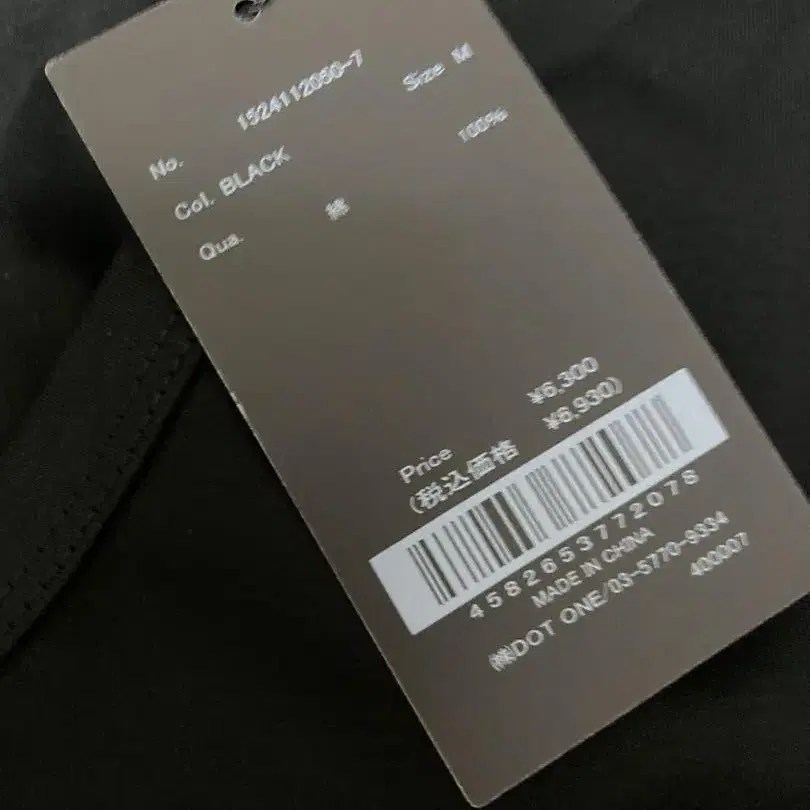 No. 1524112050-7 Size M
Col. BLACK
Qua. 綿 100%
Price ¥6,300
(税込価格 ¥6,930)
4582653772078
MADE IN CHINA
㈱DOT ONE/03-5770-9334
400007